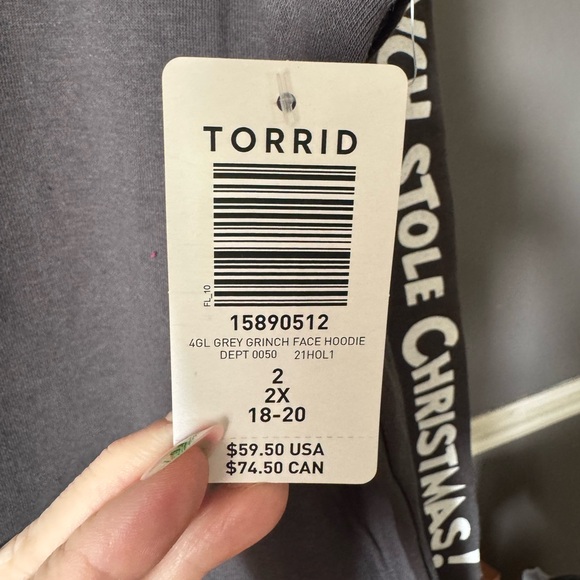 TORRID
FL_10
15890512
4GL GREY GRINCH FACE HOODIE
DEPT 0050 21HOL1
2
2X
18-20
$59.50 USA
$74.50 CAN
YOU STOLE CHRISTMAS!